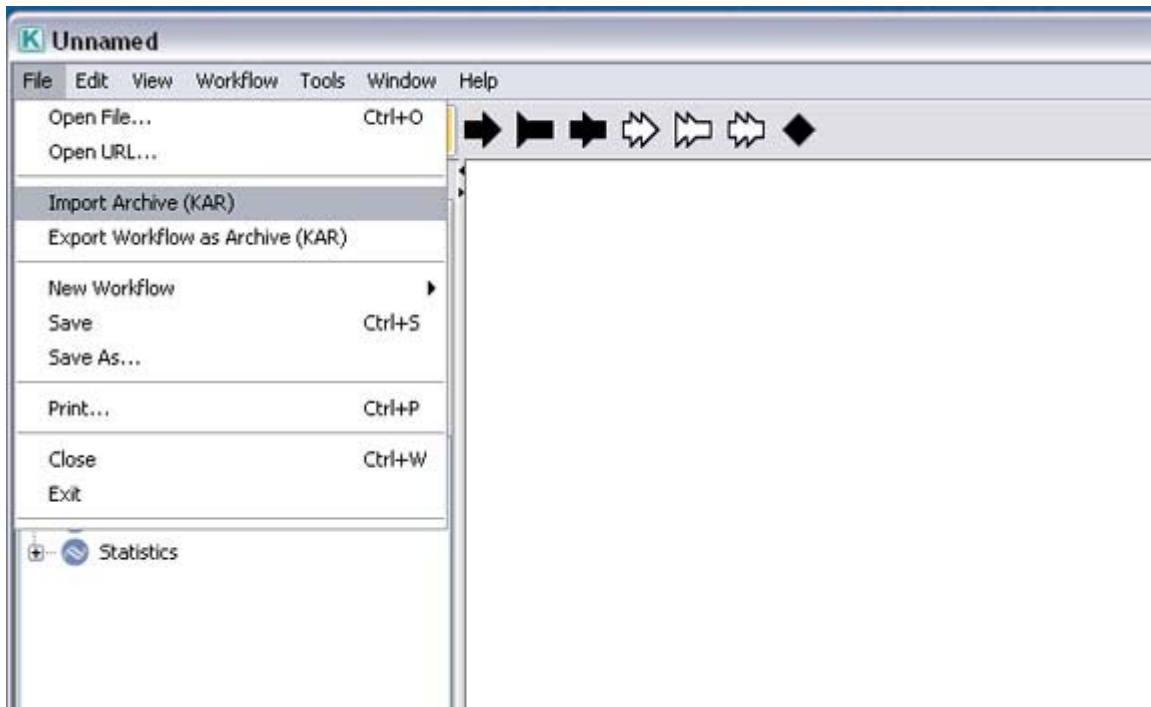 K Unnamed
File Edit View Workflow Tools Window Help
Open File... Ctrl+O
Open URL...
Import Archive (KAR)
Export Workflow as Archive (KAR)
New Workflow
Save Ctrl+S
Save As...
Print... Ctrl+P
Close Ctrl+W
Exit
Statistics